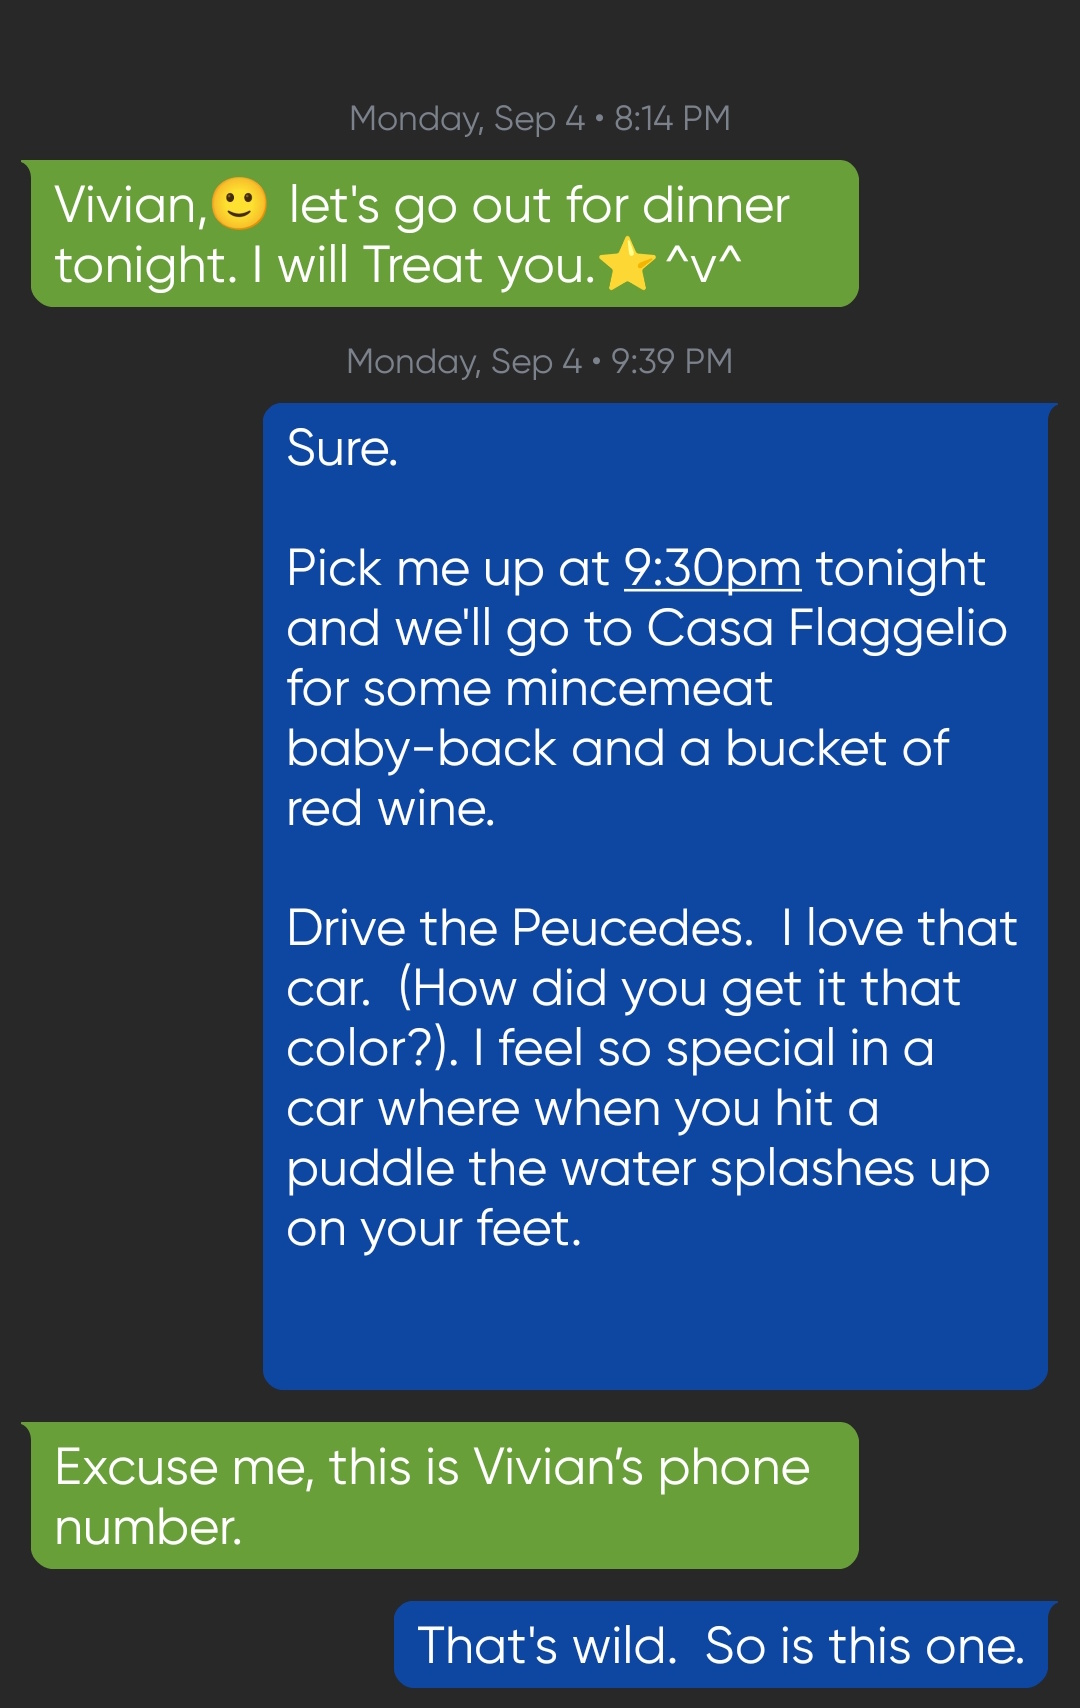 Monday, Sep 4 • 8:14 PM
Vivian,🙂 let's go out for dinner
tonight. I will Treat you.⭐^v^
Monday, Sep 4 • 9:39 PM
Sure.
Pick me up at 9:30pm tonight
and we'll go to Casa Flaggelio
for some mincemeat
baby-back and a bucket of
red wine.
Drive the Peucedes.  I love that
car.  (How did you get it that
color?). I feel so special in a
car where when you hit a
puddle the water splashes up
on your feet.
Excuse me, this is Vivian’s phone
number.
That's wild.  So is this one.